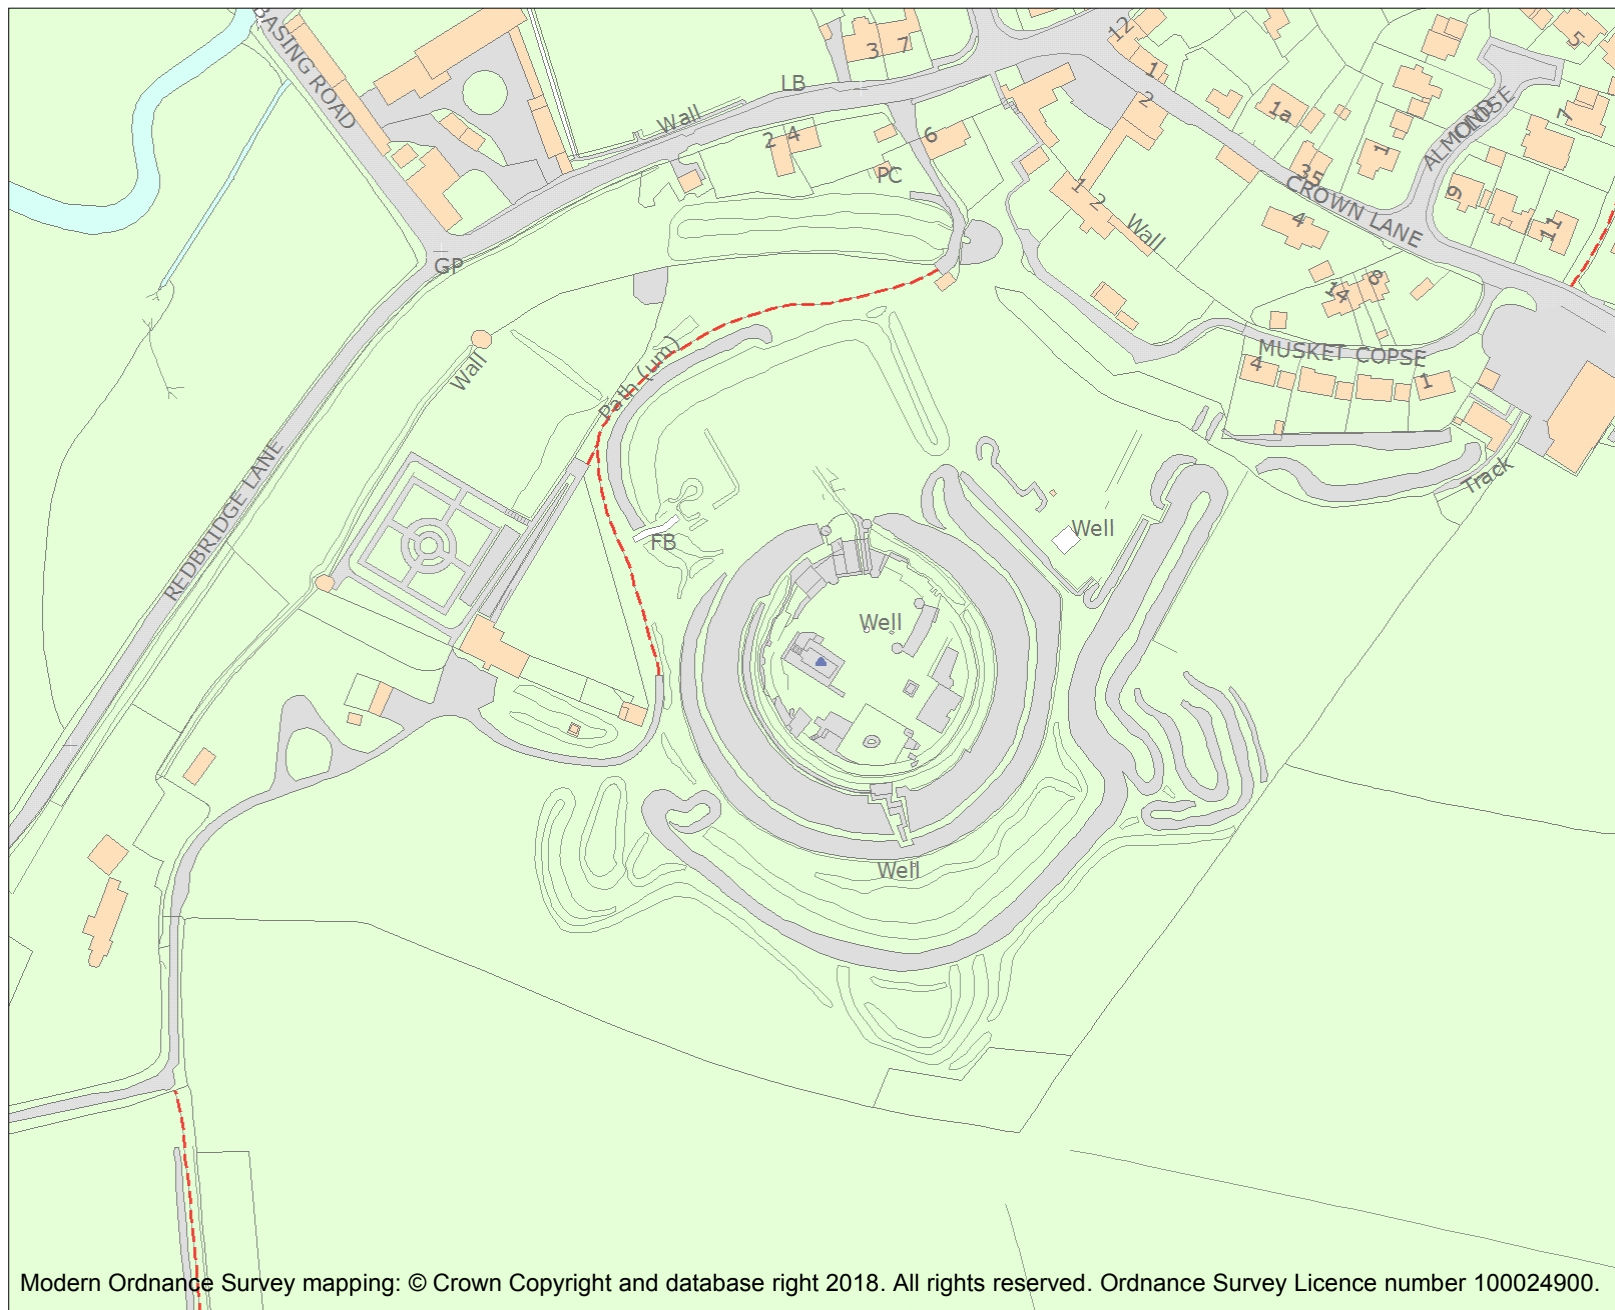 BASING ROAD
12
3
7
5
1
LB
2
1a
7
Wall
2 4
6
ALMOND
CLOSE
1
PC
35
9
1 2
CROWN LANE
4
11
Wall
GP
8
14
Wall
Path (um)
MUSKET COPSE
4
1
REDBRIDGE LANE
Track
FB
Well
Well
Well
Modern Ordnance Survey mapping: © Crown Copyright and database right 2018. All rights reserved. Ordnance Survey Licence number 100024900.